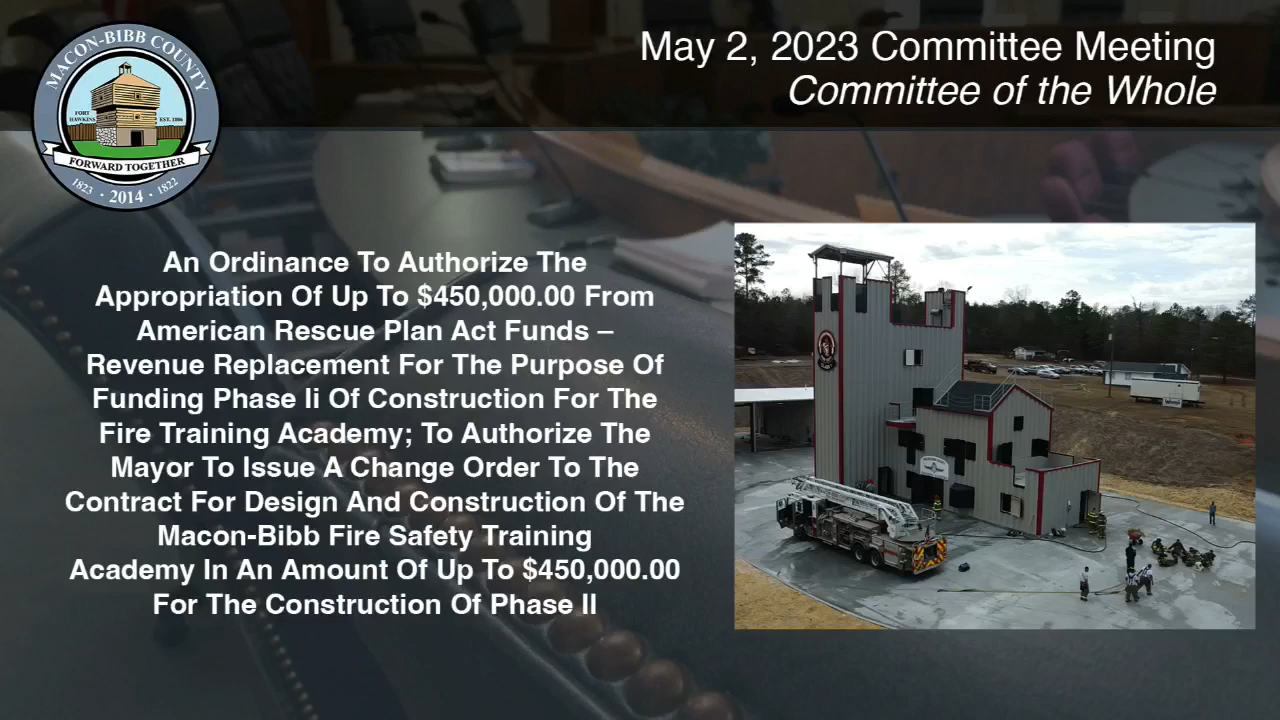 MACON-BIBB COUNTY
FORT HAWKINS
EST. 1806
FORWARD TOGETHER
1823 · 2014 · 1822
May 2, 2023 Committee Meeting
Committee of the Whole
An Ordinance To Authorize The
Appropriation Of Up To $450,000.00 From
American Rescue Plan Act Funds –
Revenue Replacement For The Purpose Of
Funding Phase Ii Of Construction For The
Fire Training Academy; To Authorize The
Mayor To Issue A Change Order To The
Contract For Design And Construction Of The
Macon-Bibb Fire Safety Training
Academy In An Amount Of Up To $450,000.00
For The Construction Of Phase II